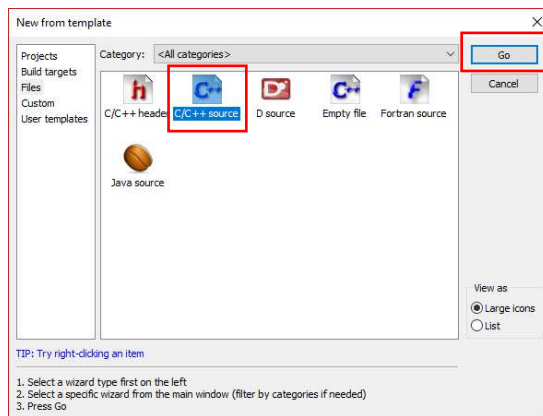 New from template
Projects
Build targets
Files
Custom
User templates
Category: <All categories>
Go
Cancel
C/C++ header C/C++ source D source Empty file Fortran source
Java source
View as
Large icons
List
TIP: Try right-clicking an item
1. Select a wizard type first on the left
2. Select a specific wizard from the main window (filter by categories if needed)
3. Press Go